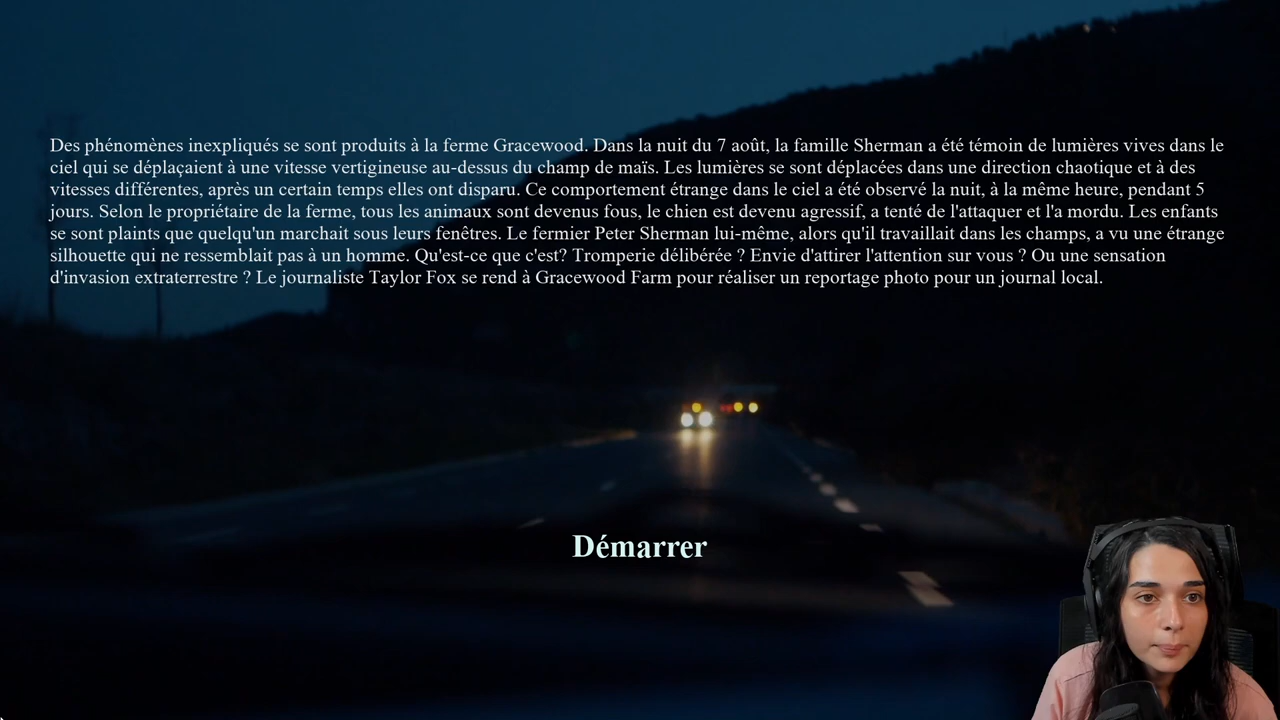 Des phénomènes inexpliqués se sont produits à la ferme Gracewood. Dans la nuit du 7 août, la famille Sherman a été témoin de lumières vives dans le
ciel qui se déplaçaient à une vitesse vertigineuse au-dessus du champ de maïs. Les lumières se sont déplacées dans une direction chaotique et à des
vitesses différentes, après un certain temps elles ont disparu. Ce comportement étrange dans le ciel a été observé la nuit, à la même heure, pendant 5
jours. Selon le propriétaire de la ferme, tous les animaux sont devenus fous, le chien est devenu agressif, a tenté de l'attaquer et l'a mordu. Les enfants
se sont plaints que quelqu'un marchait sous leurs fenêtres. Le fermier Peter Sherman lui-même, alors qu'il travaillait dans les champs, a vu une étrange
silhouette qui ne ressemblait pas à un homme. Qu'est-ce que c'est? Tromperie délibérée ? Envie d'attirer l'attention sur vous ? Ou une sensation
d'invasion extraterrestre ? Le journaliste Taylor Fox se rend à Gracewood Farm pour réaliser un reportage photo pour un journal local.
Démarrer